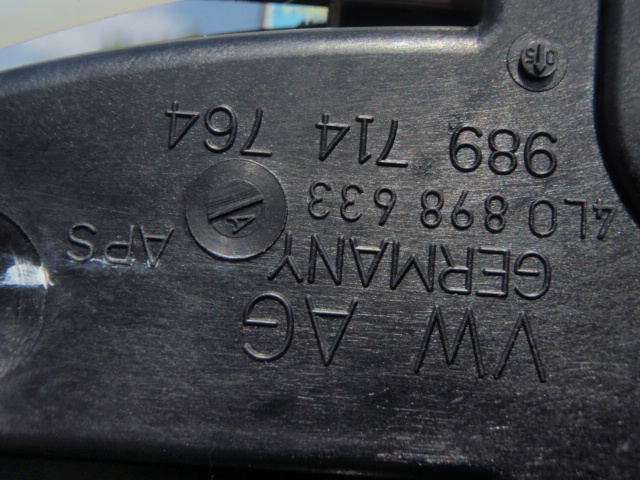 VW AG
GERMANY
APS
4L0 898 633
A
989 714 764